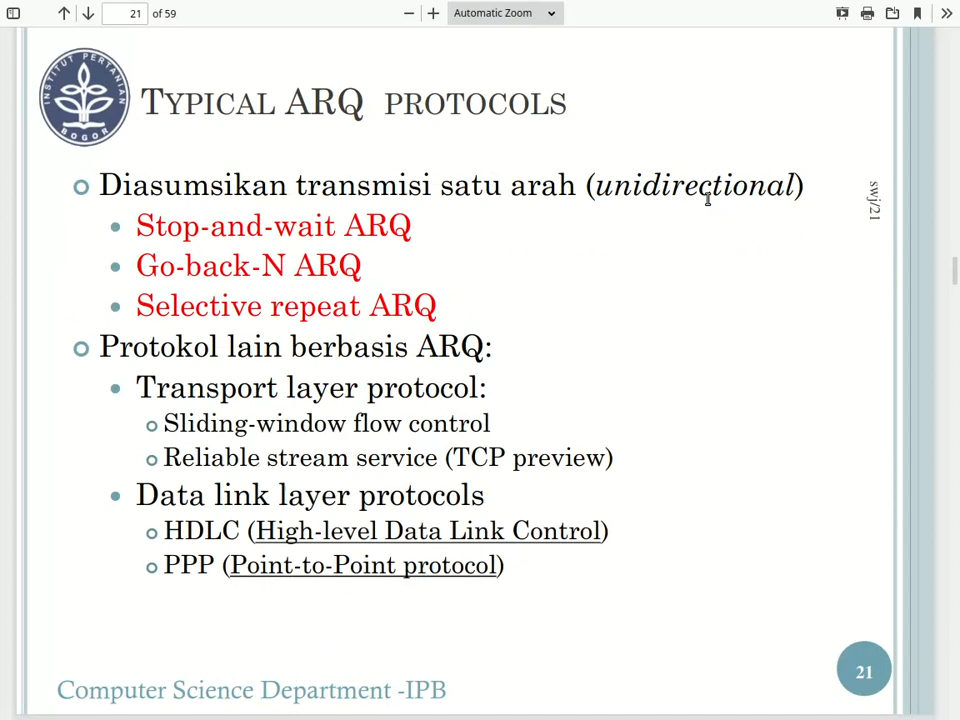 21 of 59
Automatic Zoom
INSTITUT PERTANIAN
BOGOR
TYPICAL ARQ PROTOCOLS
Diasumsikan transmisi satu arah (unidirectional)
Stop-and-wait ARQ
Go-back-N ARQ
Selective repeat ARQ
Protokol lain berbasis ARQ:
Transport layer protocol:
Sliding-window flow control
Reliable stream service (TCP preview)
Data link layer protocols
HDLC (High-level Data Link Control)
PPP (Point-to-Point protocol)
swj/21
21
Computer Science Department -IPB